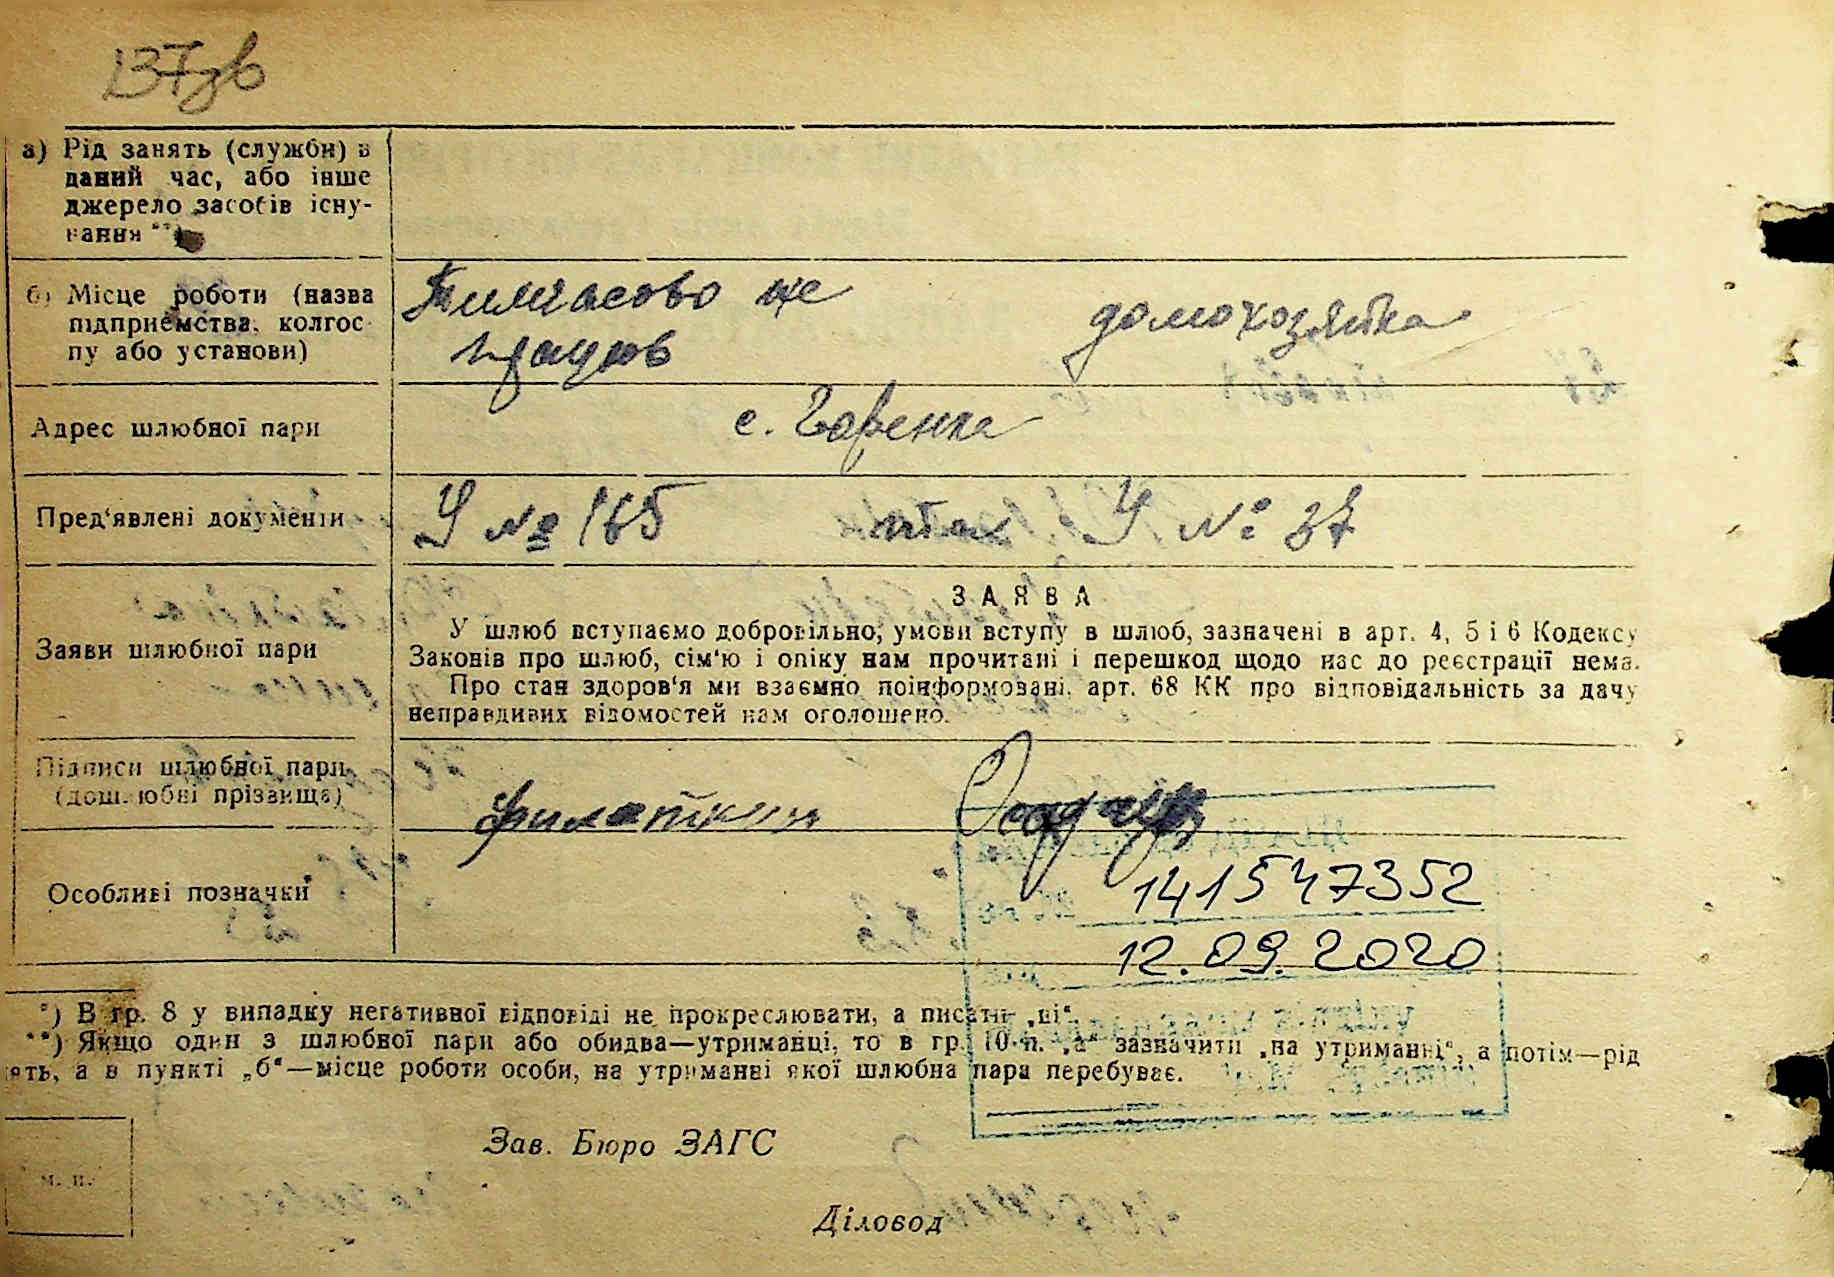 137зв
а) Рід занять (служби) в
даний час, або інше
джерело засобів існу-
вання **)
б) Місце роботи (назва
підприємства, колгос-
пу або установи)
Тимчасово не
працюв
домохозяйка
Адрес шлюбної пари
с. Горенка
Пред‘явлені документи
У № 165
У № 37
Заяви шлюбної пари
ЗАЯВА
У шлюб вступаємо добровільно, умови вступу в шлюб, зазначені в арт. 4, 5 і 6 Кодексу
Законів про шлюб, сім‘ю і опіку нам прочитані і перешкод щодо нас до реєстрації нема.
Про стан здоров‘я ми взаємно поінформовані, арт. 68 КК про відповідальність за дачу
неправдивих відомостей нам оголошено.
Підписи шлюбної пари
(дошлюбні прізвища)
Особливі позначки
141547352
12.09.2020
*) В гр. 8 у випадку негативної відповіді не прокреслювати, а писати „ні“.
**) Якщо один з шлюбної пари або обидва—утриманці, то в гр. 10 п. „а“ зазначити „на утриманні“, а потім—рід
ять, а в пункті „б“—місце роботи особи, на утриманні якої шлюбна пара перебуває.
Зав. Бюро ЗАГС
м. п.
Діловод